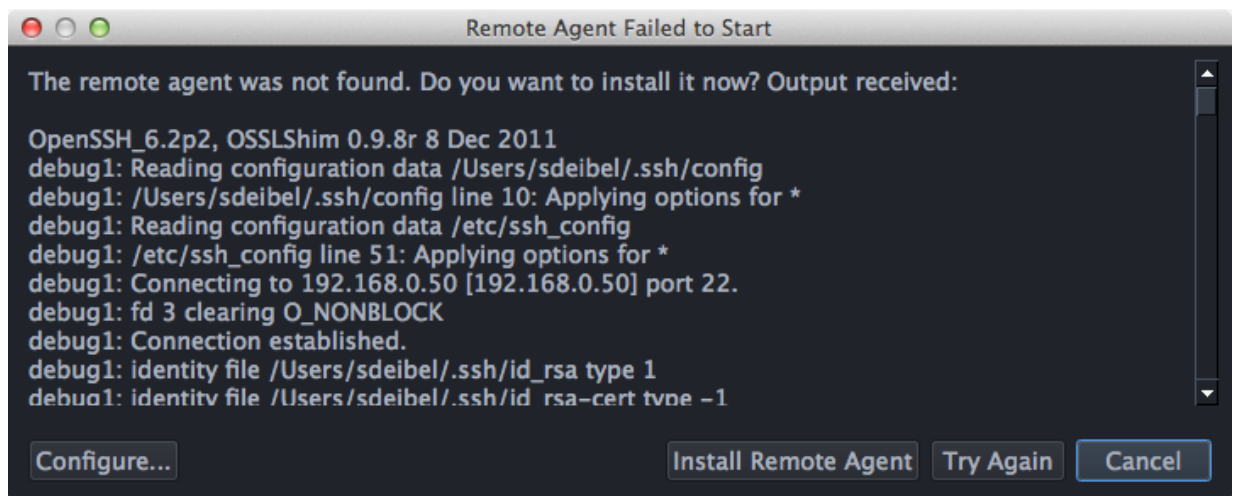 Remote Agent Failed to Start
The remote agent was not found. Do you want to install it now? Output received:
OpenSSH_6.2p2, OSSLShim 0.9.8r 8 Dec 2011
debug1: Reading configuration data /Users/sdeibel/.ssh/config
debug1: /Users/sdeibel/.ssh/config line 10: Applying options for *
debug1: Reading configuration data /etc/ssh_config
debug1: /etc/ssh_config line 51: Applying options for *
debug1: Connecting to 192.168.0.50 [192.168.0.50] port 22.
debug1: fd 3 clearing O_NONBLOCK
debug1: Connection established.
debug1: identity file /Users/sdeibel/.ssh/id_rsa type 1
debug1: identity file /Users/sdeibel/.ssh/id_rsa-cert type -1
Configure... Install Remote Agent Try Again Cancel